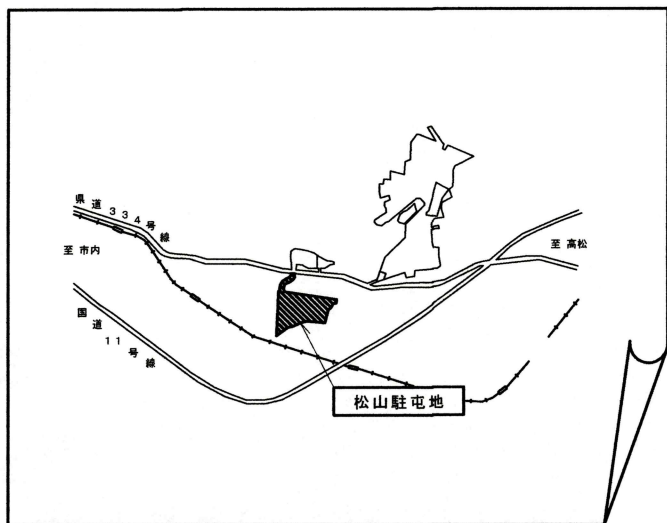 県道334号線
至 市内
至 高松
国道11号線
松山駐屯地